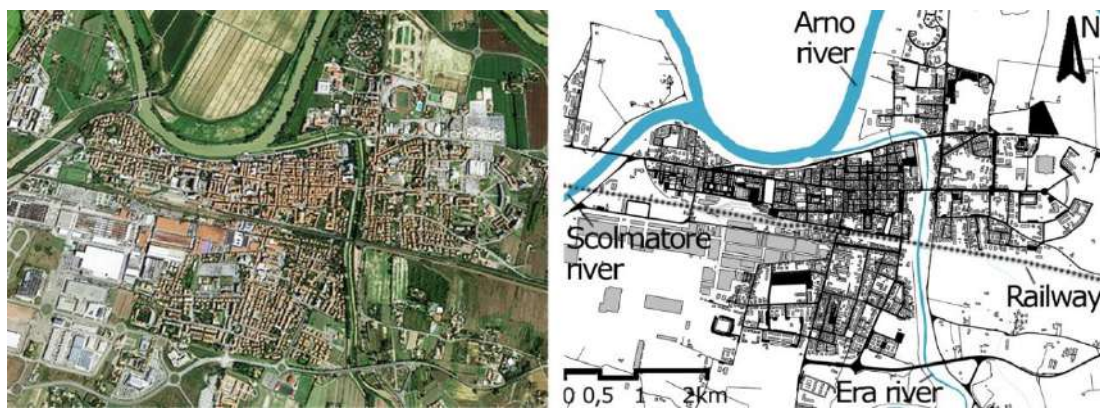 Arno
river
N
Scolmatore
river
Railway
0 0,5 1 2km
Era river